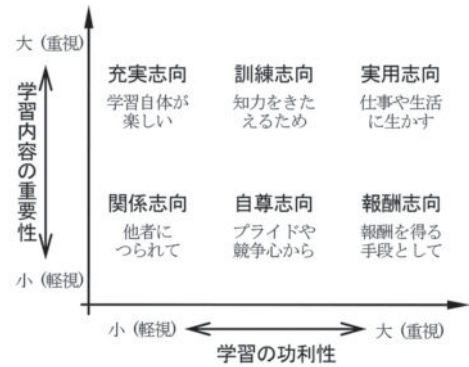 大 (重視)
学習内容の重要性
小 (軽視)
充実志向
学習自体が
楽しい
訓練志向
知力をきた
えるため
実用志向
仕事や生活
に生かす
関係志向
他者に
つられて
自尊志向
プライドや
競争心から
報酬志向
報酬を得る
手段として
小 (軽視)
大 (重視)
学習の功利性